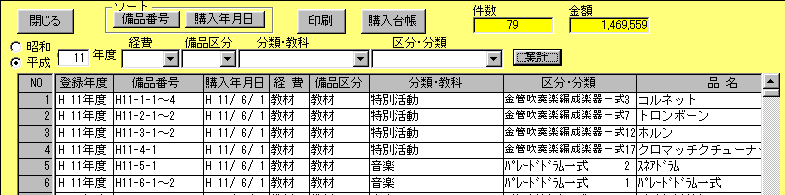 閉じる
ソート
備品番号 購入年月日
印刷
購入台帳
件数 金額
79 1,469,559
昭和
平成
11 年度
経費 備品区分 分類・教科 区分・分類
累計
NO 登録年度 備品番号 購入年月日 経 費 備品区分 分類・教科 区分・分類 品 名
1 H 11年度 H11-1-1～4 H 11/ 6/ 1 教材 教材 特別活動 金管吹奏楽編成楽器一式3 コルネット
2 H 11年度 H11-2-1～2 H 11/ 6/ 1 教材 教材 特別活動 金管吹奏楽編成楽器一式7 トロンボーン
3 H 11年度 H11-3-1～2 H 11/ 6/ 1 教材 教材 特別活動 金管吹奏楽編成楽器一式12 ホルン
4 H 11年度 H11-4-1 H 11/ 6/ 1 教材 教材 特別活動 金管吹奏楽編成楽器一式17 クロマッチクチューナ
5 H 11年度 H11-5-1 H 11/ 6/ 1 教材 教材 音楽 ﾊﾟﾚｰﾄﾞﾄﾞﾗﾑ一式 2 ｽﾈｱﾄﾞﾗﾑ
6 H 11年度 H11-6-1～2 H 11/ 6/ 1 教材 教材 音楽 ﾊﾟﾚｰﾄﾞﾄﾞﾗﾑ一式 1 ﾊﾟﾚｰﾄﾞﾄﾞﾗﾑ